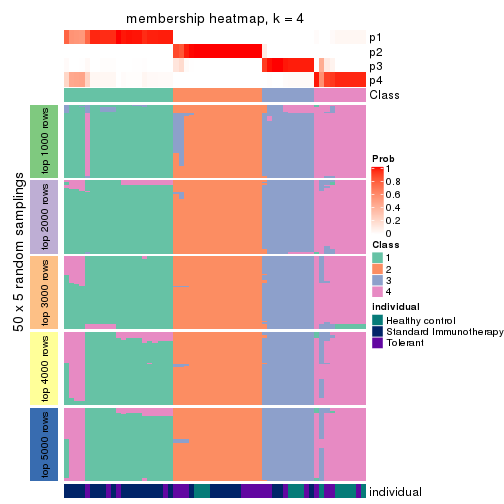 membership heatmap, k = 4
p1
p2
p3
p4
Class
50 x 5 random samplings
top 1000 rows
top 2000 rows
top 3000 rows
top 4000 rows
top 5000 rows
individual
Prob
1
0.8
0.6
0.4
0.2
0
Class
1
2
3
4
individual
Healthy control
Standard Immunotherapy
Tolerant